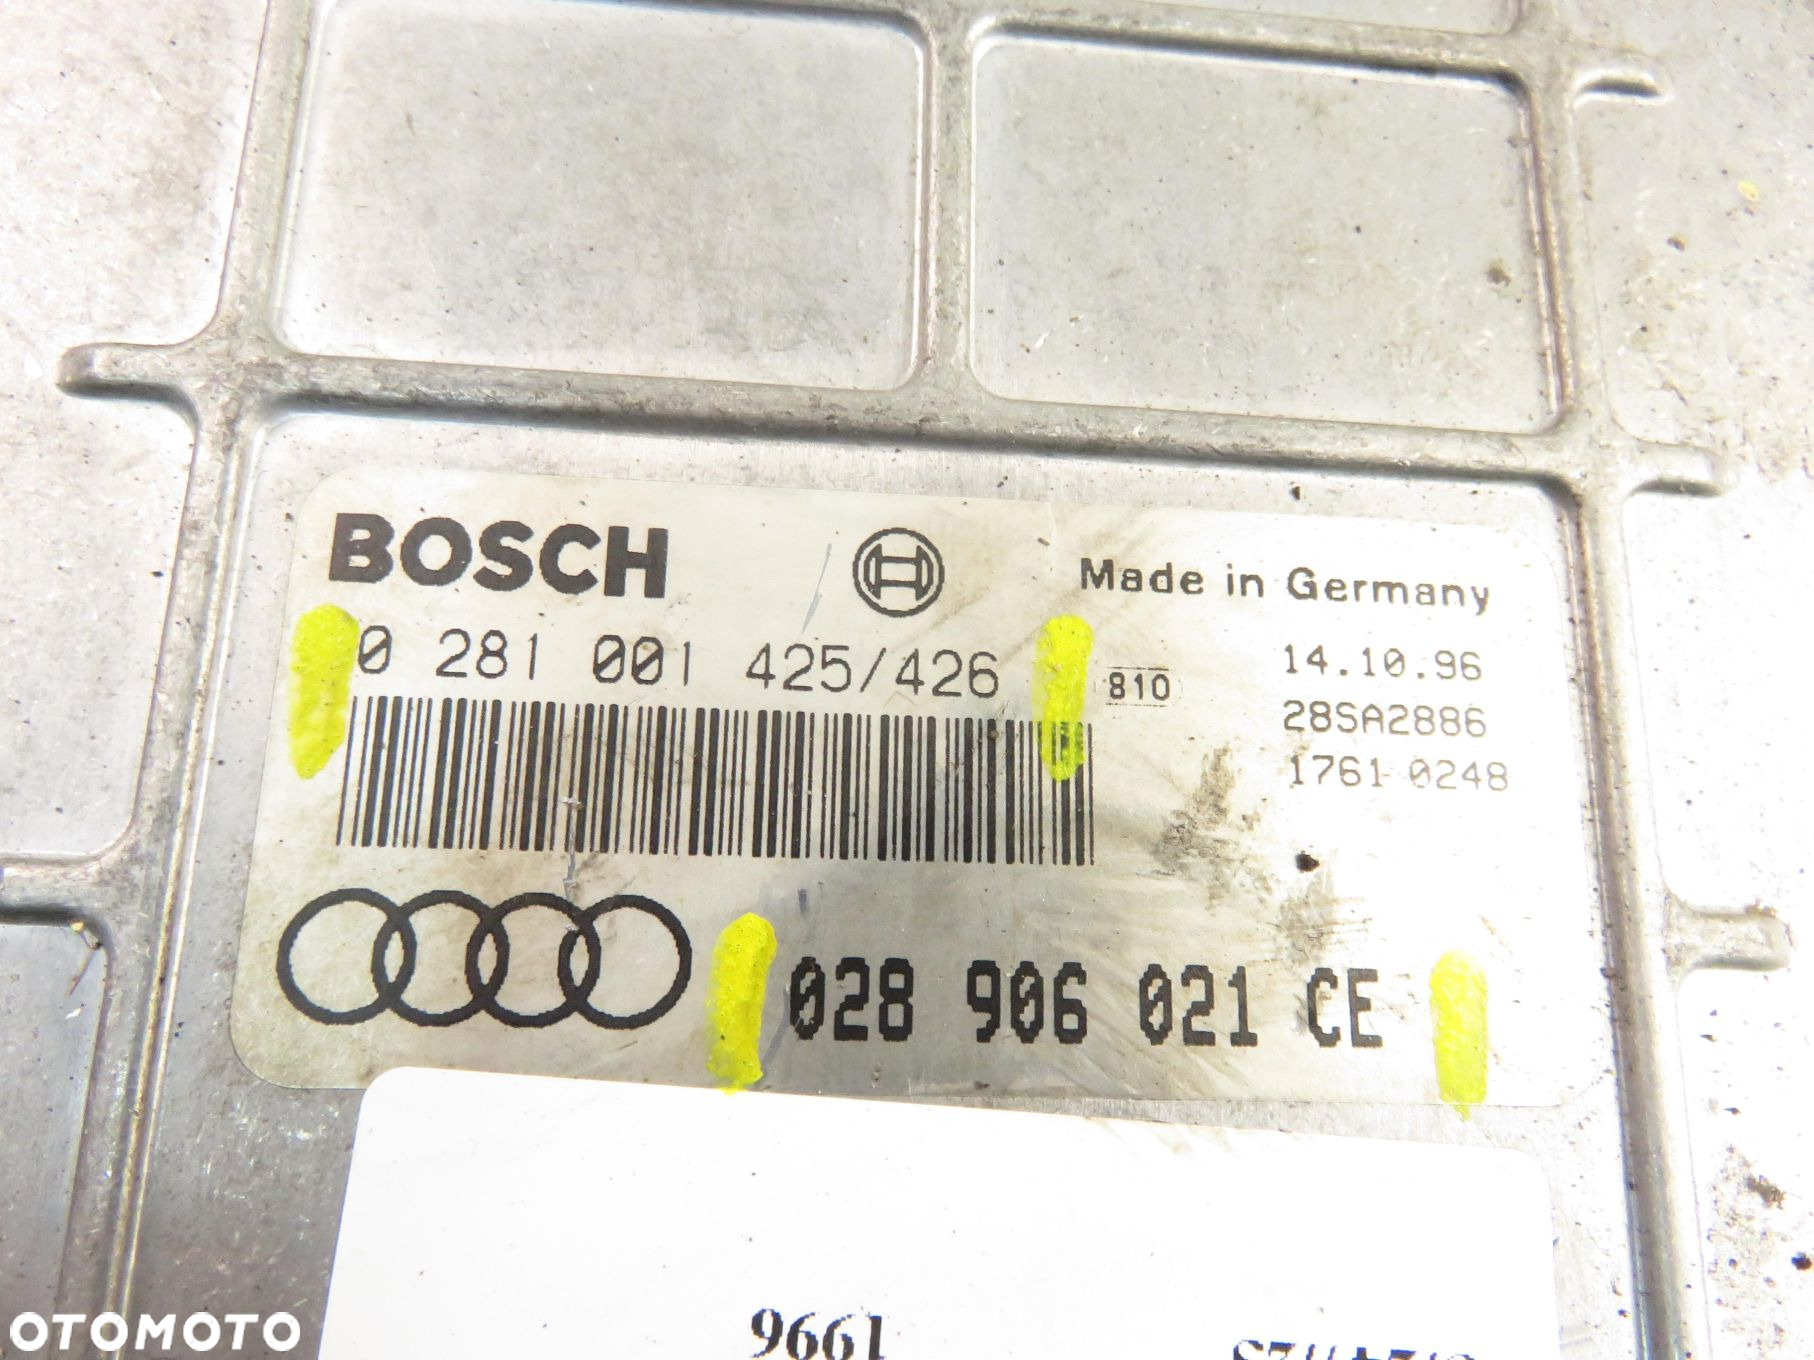 BOSCH
Made in Germany
0 281 001 425/426
810
14.10.96
28SA2886
1761 0248
028 906 021 CE
1996
OTOMOTO